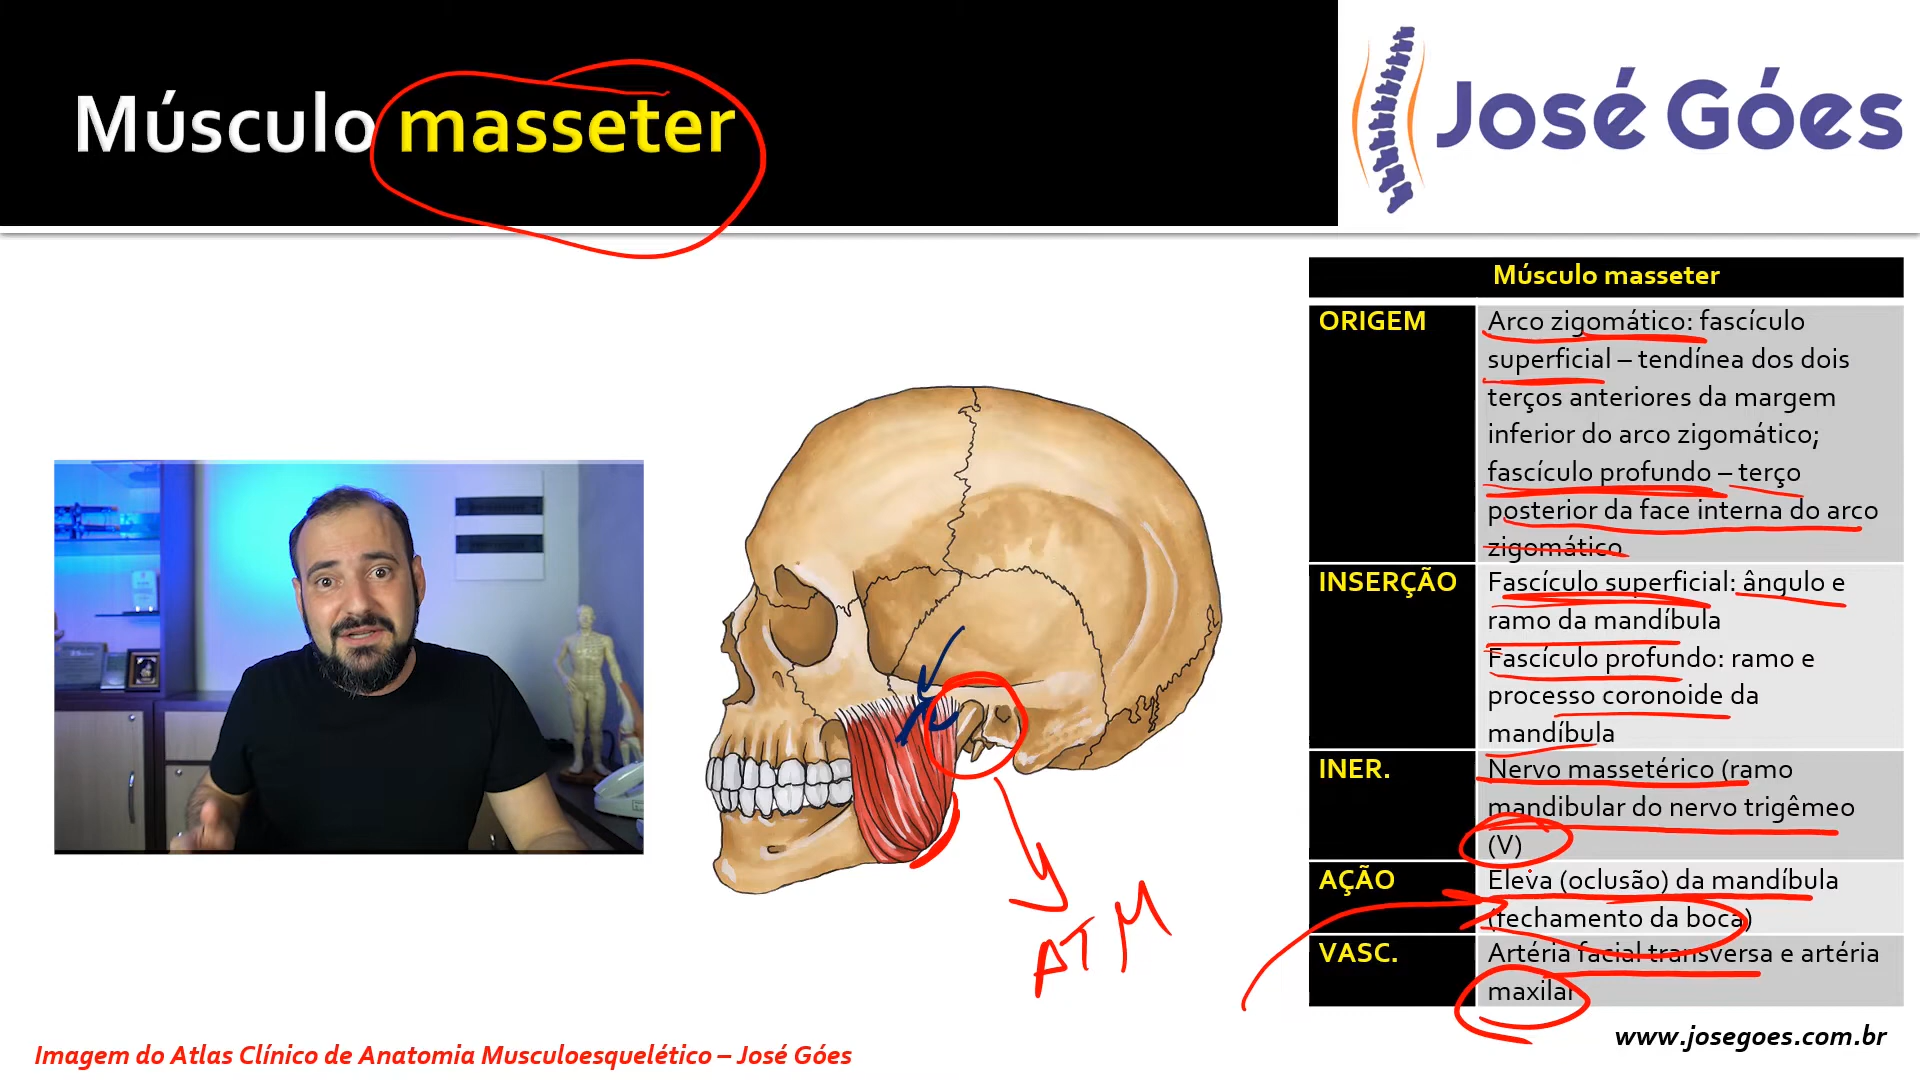 Músculo masseter
José Góes
Músculo masseter
ORIGEM
Arco zigomático: fascículo
superficial – tendínea dos dois
terços anteriores da margem
inferior do arco zigomático;
fascículo profundo – terço
posterior da face interna do arco
zigomático
INSERÇÃO
Fascículo superficial: ângulo e
ramo da mandíbula
Fascículo profundo: ramo e
processo coronoide da
mandíbula
INER.
Nervo massetérico (ramo
mandibular do nervo trigêmeo
(V)
AÇÃO
Eleva (oclusão) da mandíbula
(fechamento da boca)
VASC.
Artéria facial transversa e artéria
maxilar
ATM
www.josegoes.com.br
Imagem do Atlas Clínico de Anatomia Musculoesquelético – José Góes